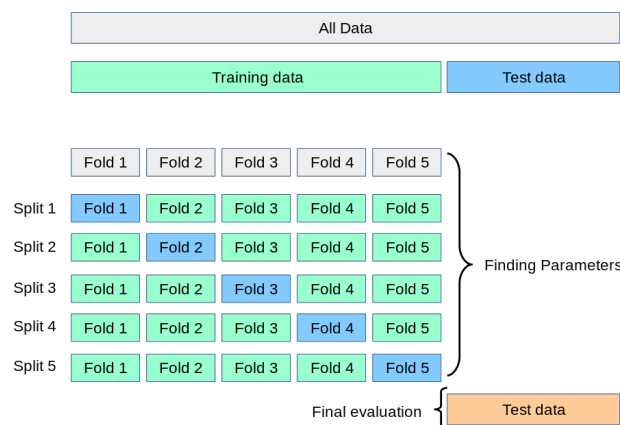 All Data
Training data Test data
Fold 1 Fold 2 Fold 3 Fold 4 Fold 5
Split 1 Fold 1 Fold 2 Fold 3 Fold 4 Fold 5
Split 2 Fold 1 Fold 2 Fold 3 Fold 4 Fold 5
Finding Parameters
Split 3 Fold 1 Fold 2 Fold 3 Fold 4 Fold 5
Split 4 Fold 1 Fold 2 Fold 3 Fold 4 Fold 5
Split 5 Fold 1 Fold 2 Fold 3 Fold 4 Fold 5
Final evaluation Test data